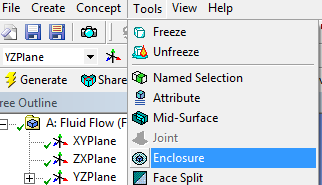 File Create Concept Tools View Help
Freeze
YZPlane
Unfreeze
Named Selection
Generate Share
Attribute
Tree Outline
Mid-Surface
A: Fluid Flow (F
Joint
XYPlane
ZXPlane
Enclosure
YZPlane
Face Split